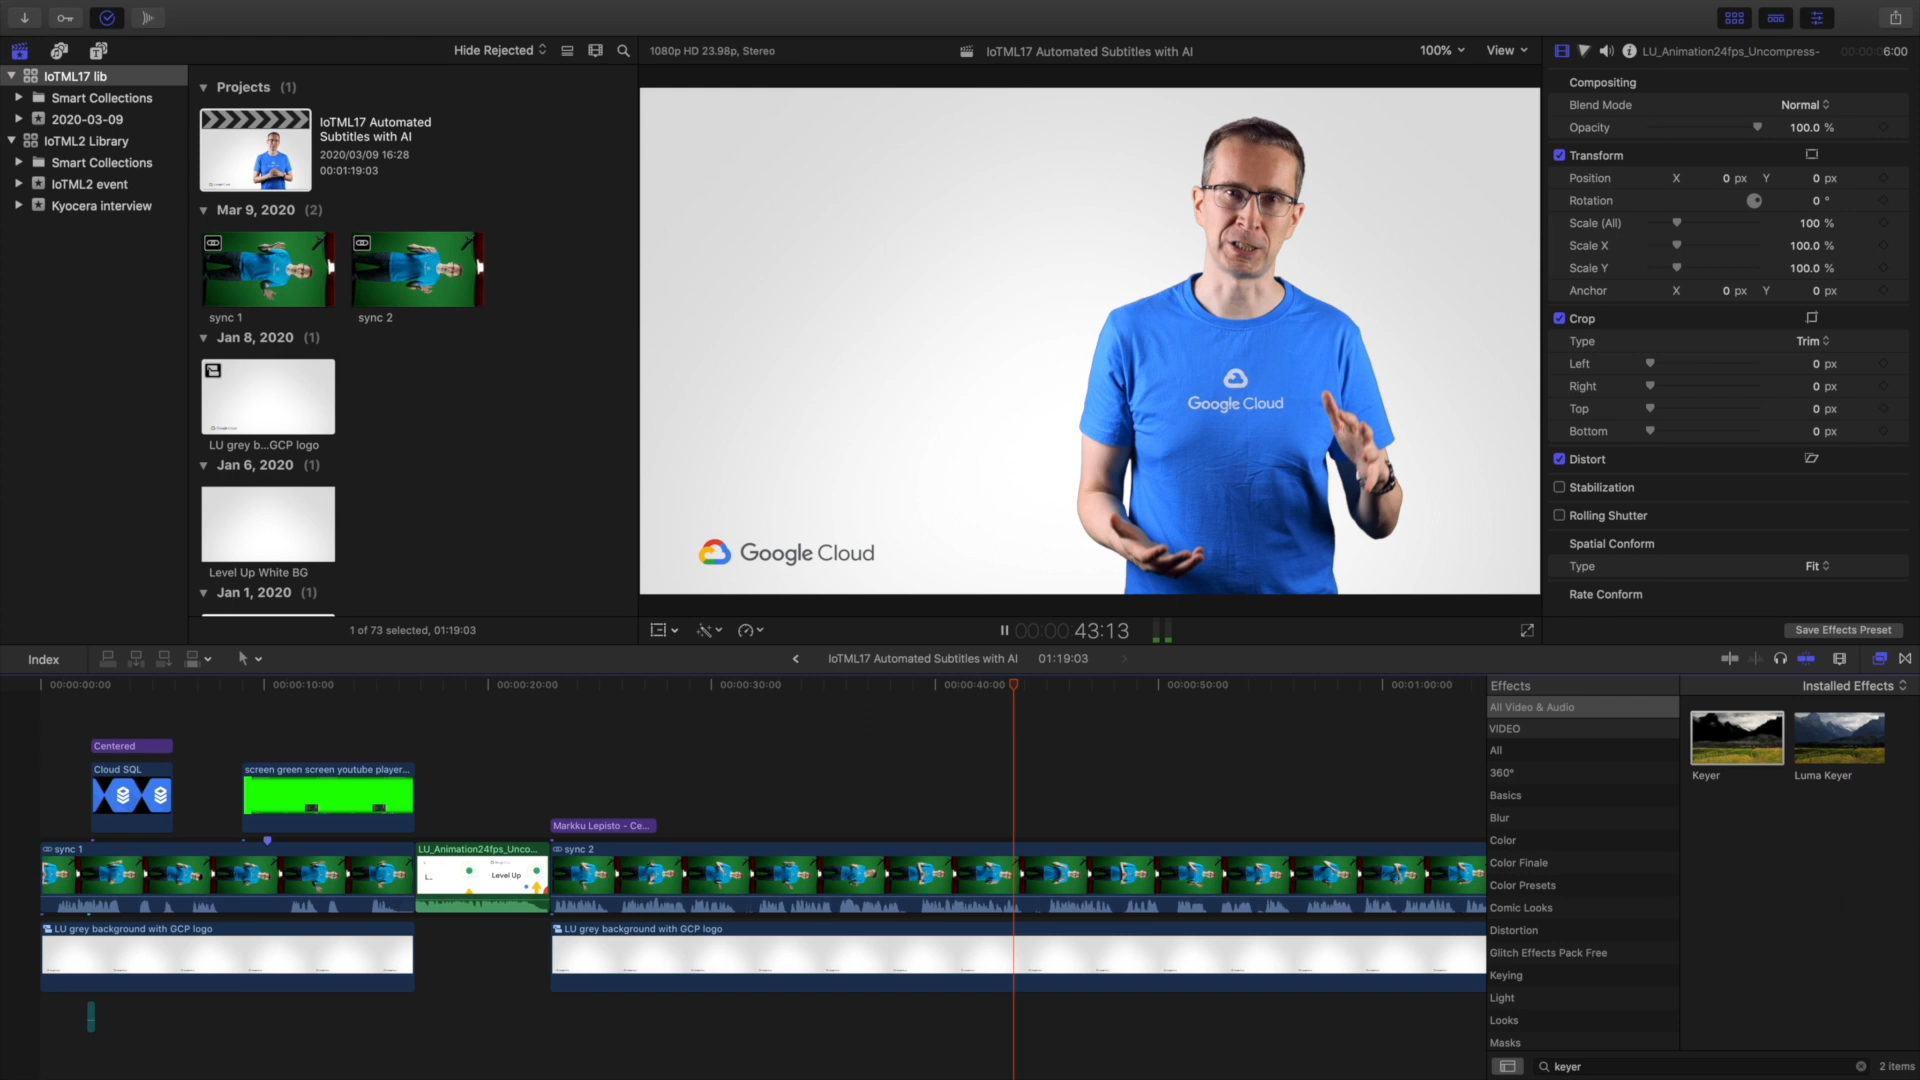 Hide Rejected
1080p HD 23.98p, Stereo
IoTML17 Automated Subtitles with AI
100%
View
LU_Animation24fps_Uncompress-
00:00:06:00
IoTML17 lib
Smart Collections
2020-03-09
IoTML2 Library
Smart Collections
IoTML2 event
Kyocera interview
Projects (1)
IoTML17 Automated
Subtitles with AI
2020/03/09 16:28
00:01:19:03
Mar 9, 2020 (2)
sync 1
sync 2
Jan 8, 2020 (1)
LU grey b...GCP logo
Jan 6, 2020 (1)
Level Up White BG
Jan 1, 2020 (1)
1 of 73 selected, 01:19:03
Google Cloud
Google Cloud
00:00:43:13
Compositing
Blend Mode Normal
Opacity 100.0 %
Transform
Position X 0 px Y 0 px
Rotation 0 °
Scale (All) 100 %
Scale X 100.0 %
Scale Y 100.0 %
Anchor X 0 px Y 0 px
Crop
Type Trim
Left 0 px
Right 0 px
Top 0 px
Bottom 0 px
Distort
Stabilization
Rolling Shutter
Spatial Conform
Type Fit
Rate Conform
Save Effects Preset
Index
IoTML17 Automated Subtitles with AI
01:19:03
00:00:00:00
00:00:10:00
00:00:20:00
00:00:30:00
00:00:40:00
00:00:50:00
00:01:00:00
Centered
Cloud SQL
screen green screen youtube player...
Markku Lepisto - Ce...
sync 1
LU_Animation24fps_Unco...
L...
Level Up
sync 2
LU grey background with GCP logo
LU grey background with GCP logo
Effects
Installed Effects
All Video & Audio
VIDEO
All
360°
Basics
Blur
Color
Color Finale
Color Presets
Comic Looks
Distortion
Glitch Effects Pack Free
Keying
Light
Looks
Masks
Keyer
Luma Keyer
keyer
2 items